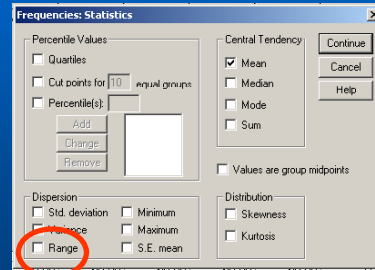 Frequencies: Statistics
Percentile Values
Quartiles
Cut points for 10 equal groups
Percentile(s):
Add
Change
Remove
Central Tendency
Mean
Median
Mode
Sum
Continue
Cancel
Help
Values are group midpoints
Dispersion
Std. deviation Minimum
Variance Maximum
Range S.E. mean
Distribution
Skewness
Kurtosis